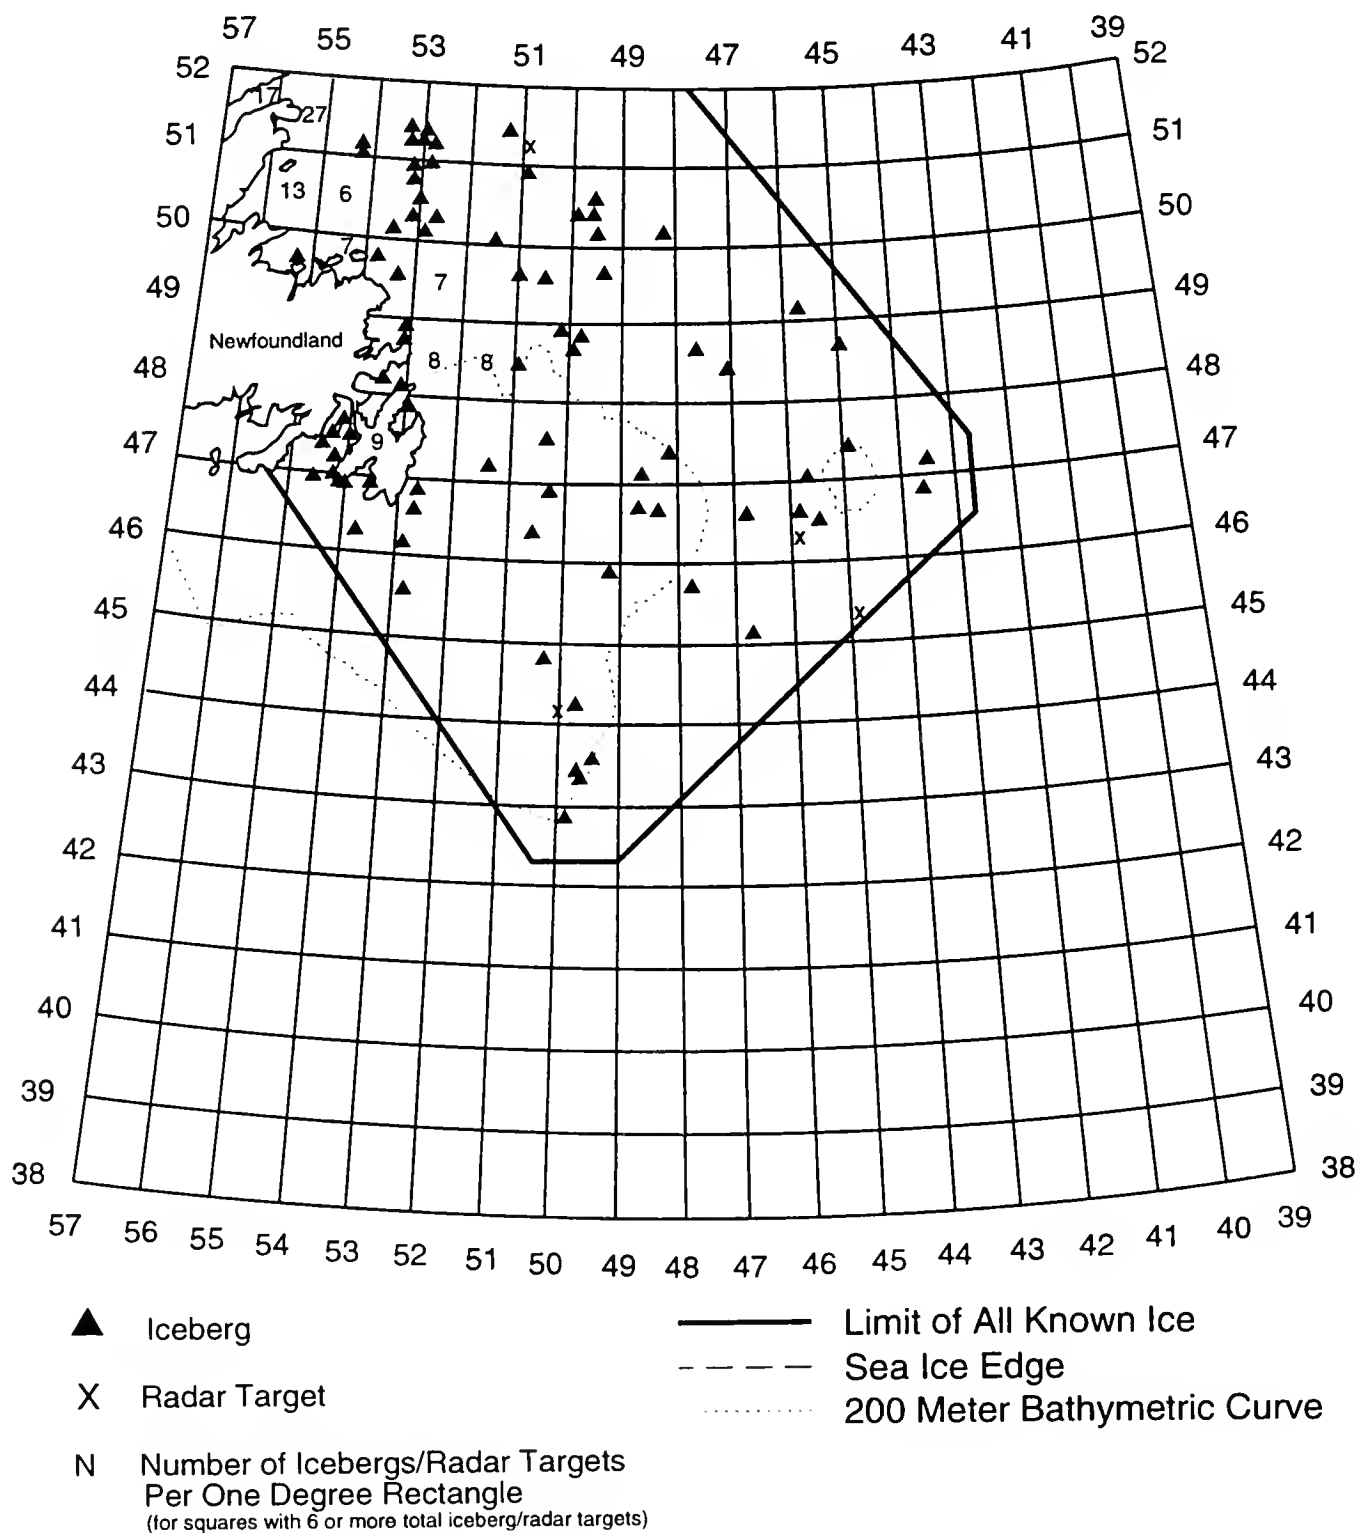 57 55 53 51 49 47 45 43 41 39
52 52
17
27
51 51
13 6
50 50
7
7
49 49
Newfoundland
8 8
48 48
9
47 47
46 46
x
45 45
x
44 44
x
43 43
x
42 42
41 41
40 40
39 39
38 38
57 56 55 54 53 52 51 50 49 48 47 46 45 44 43 42 41 40 39
Iceberg
X Radar Target
N Number of Icebergs/Radar Targets
Per One Degree Rectangle
(for squares with 6 or more total iceberg/radar targets)
Limit of All Known Ice
Sea Ice Edge
200 Meter Bathymetric Curve